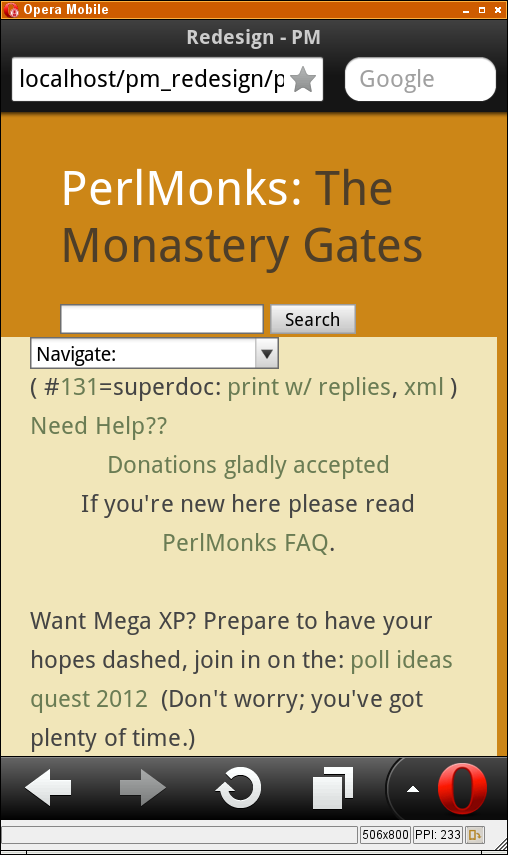 Opera Mobile
Redesign - PM
localhost/pm_redesign/p
Google
PerlMonks: The
Monastery Gates
Search
Navigate:
( #131=superdoc: print w/ replies, xml )
Need Help??
Donations gladly accepted
If you're new here please read
PerlMonks FAQ.
Want Mega XP? Prepare to have your
hopes dashed, join in on the: poll ideas
quest 2012 (Don't worry; you've got
plenty of time.)
506x800 PPI: 233